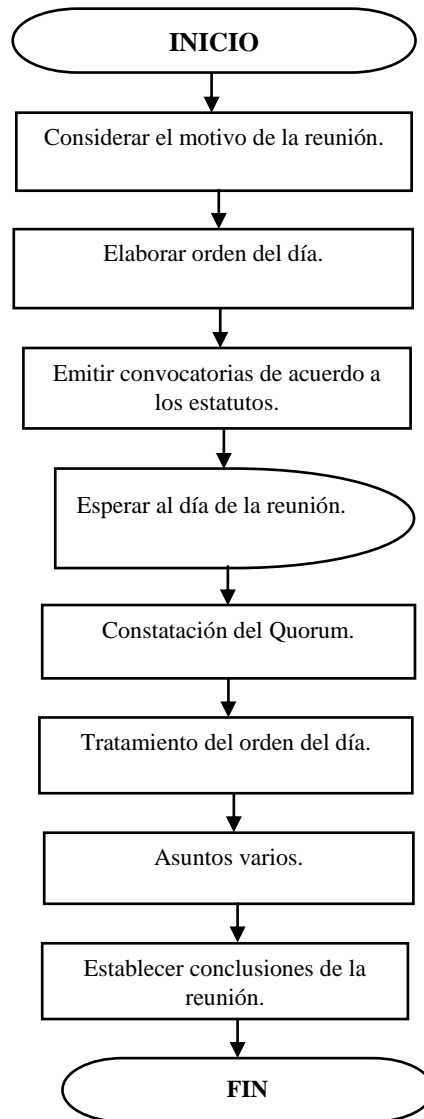 INICIO
Considerar el motivo de la reunión.
Elaborar orden del día.
Emitir convocatorias de acuerdo a
los estatutos.
Esperar al día de la reunión.
Constatación del Quorum.
Tratamiento del orden del día.
Asuntos varios.
Establecer conclusiones de la
reunión.
FIN